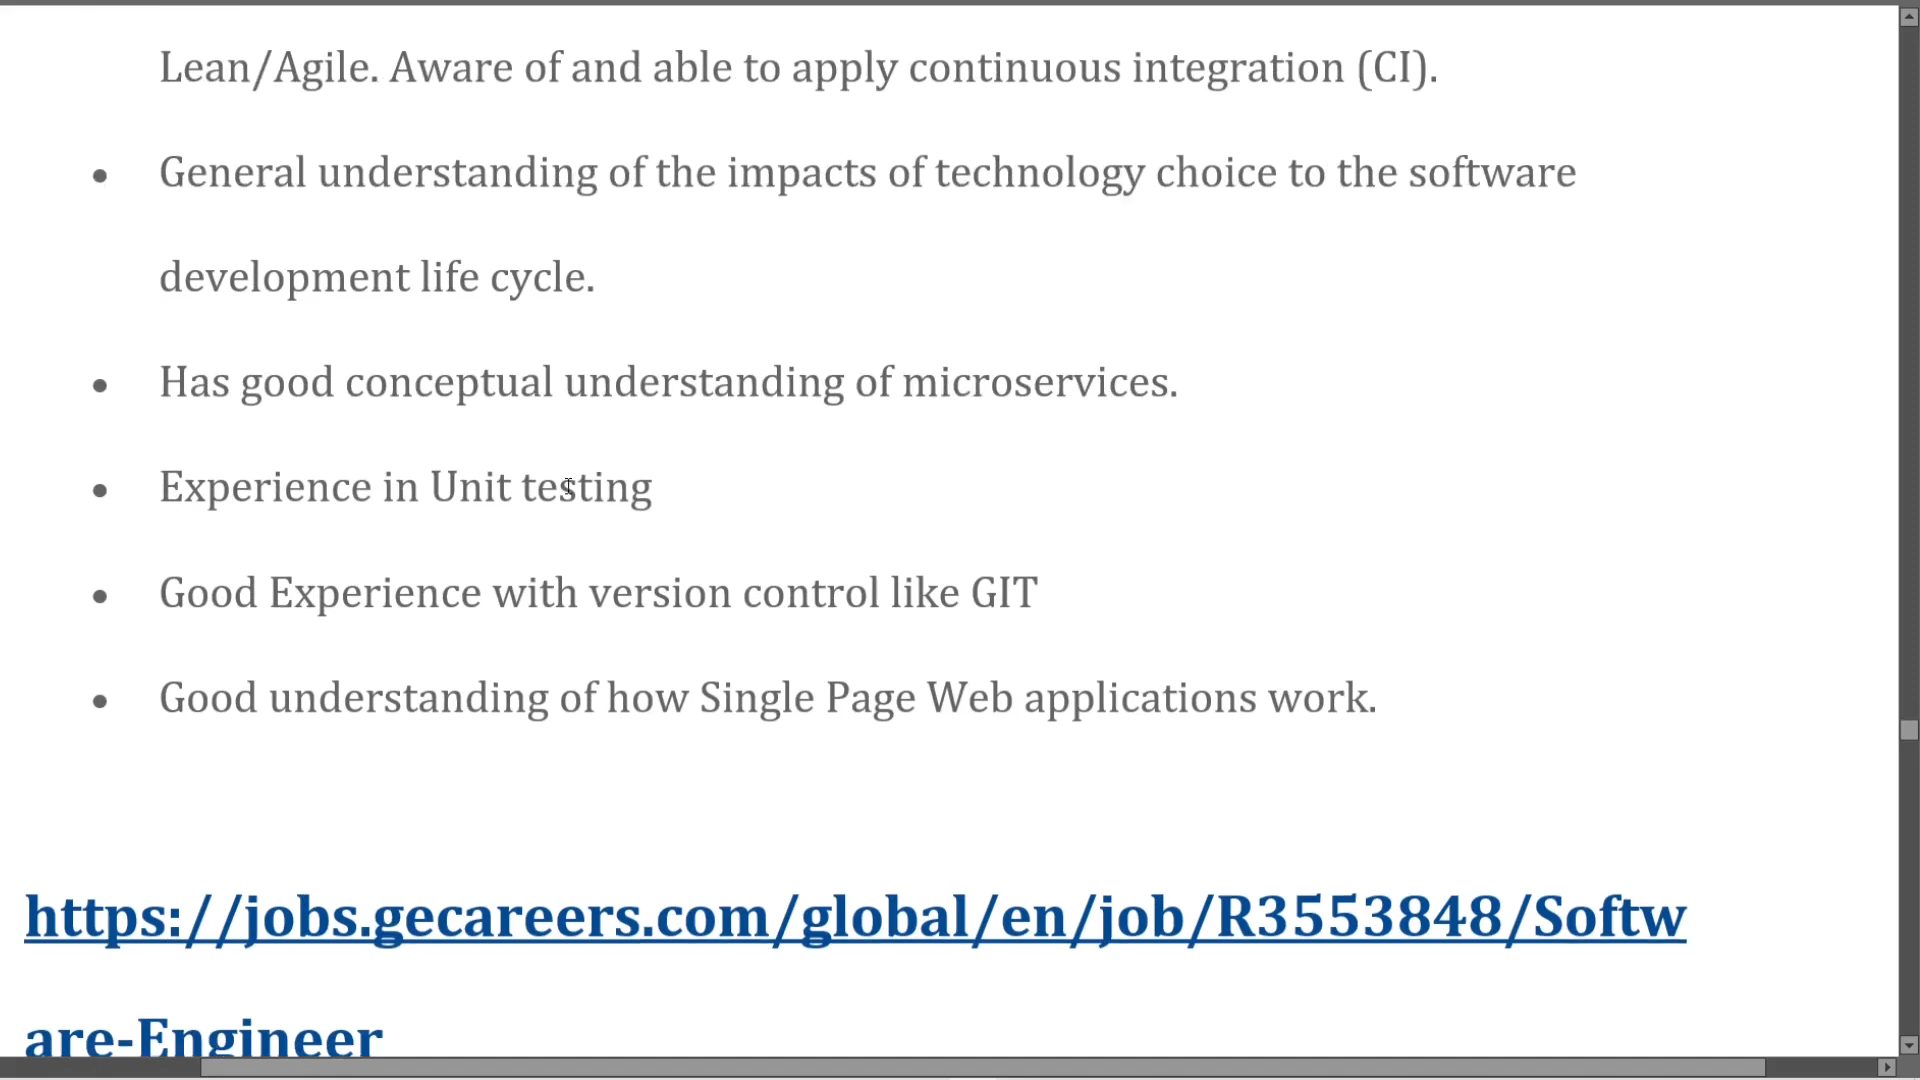 Lean/Agile. Aware of and able to apply continuous integration (CI).
• General understanding of the impacts of technology choice to the software
development life cycle.
• Has good conceptual understanding of microservices.
• Experience in Unit testing
• Good Experience with version control like GIT
• Good understanding of how Single Page Web applications work.
https://jobs.gecareers.com/global/en/job/R3553848/Softw
are-Engineer